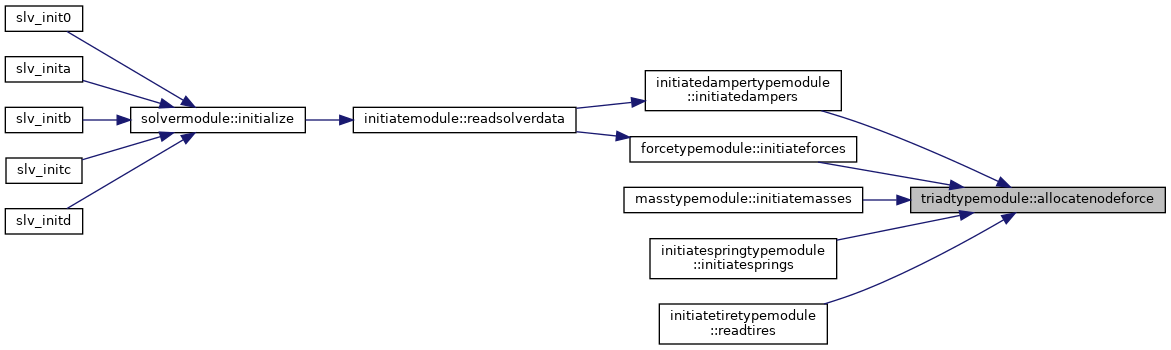 slv_init0
slv_inita
slv_initb
slv_initc
slv_initd
solvermodule::initialize
initiatemodule::readsolverdata
initiatedampertypemodule
::initiatedampers
forcetypemodule::initiateforces
masstypemodule::initiatemasses
initiatespringtypemodule
::initiatesprings
initiatetiretypemodule
::readtires
triadtypemodule::allocatenodeforce